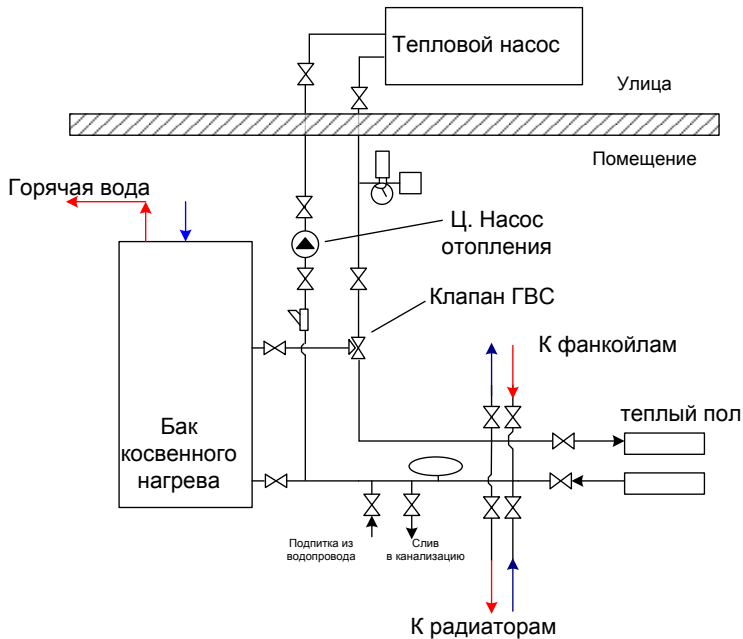 Тепловой насос
Улица
Помещение
Горячая вода
Ц. Насос
отопления
Клапан ГВС
К фанкойлам
теплый пол
Бак
косвенного
нагрева
Подпитка из
водопровода
Слив
в канализацию
К радиаторам